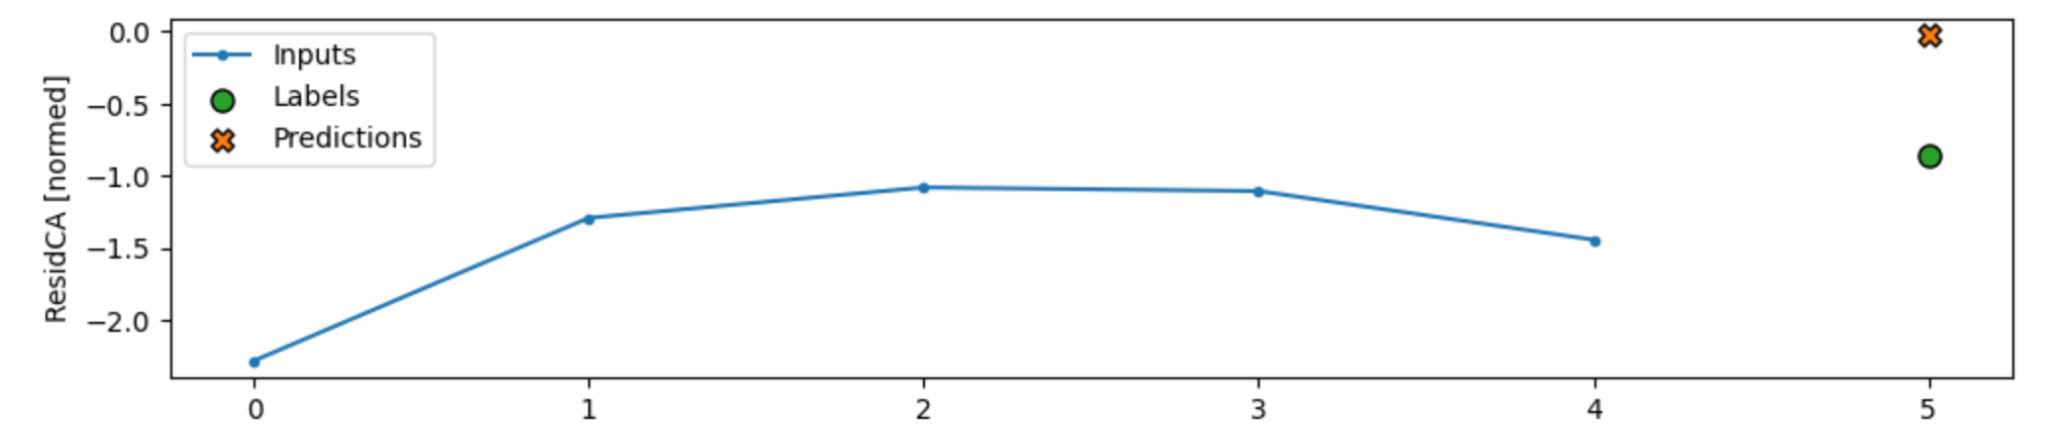 0.0
−0.5
−1.0
−1.5
−2.0
ResidCA [normed]
Inputs
Labels
Predictions
0 1 2 3 4 5